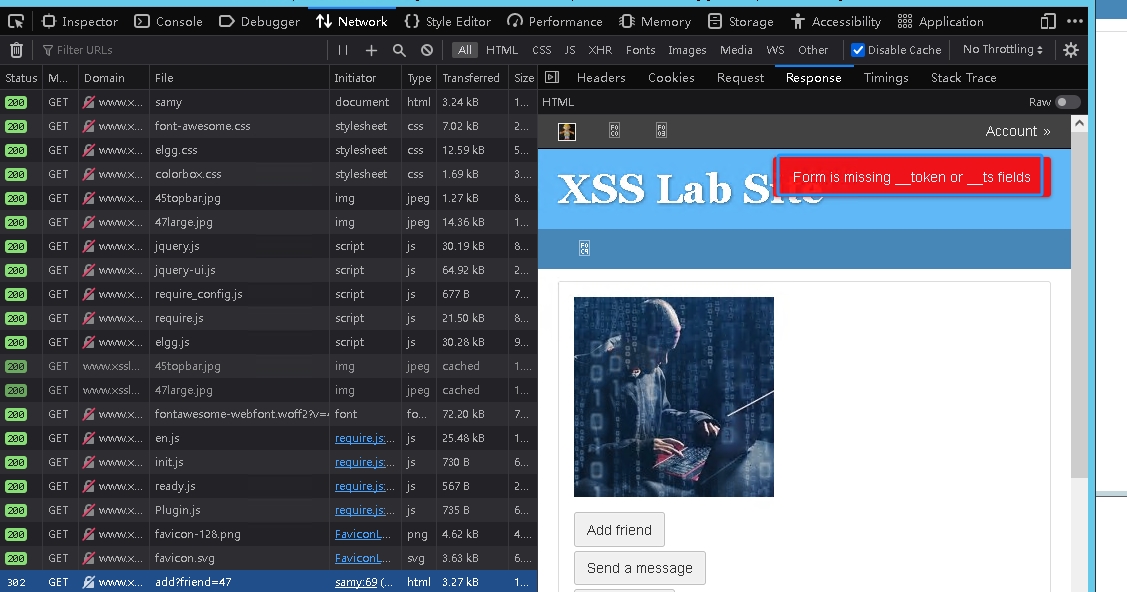 Inspector Console Debugger Network Style Editor Performance Memory Storage Accessibility Application
Filter URLs All HTML CSS JS XHR Fonts Images Media WS Other Disable Cache No Throttling
Status M... Domain File Initiator Type Transferred Size Headers Cookies Request Response Timings Stack Trace
HTML Raw
200 GET www.x... samy document html 3.24 kB 1...
200 GET www.x... font-awesome.css stylesheet css 7.02 kB 2...
200 GET www.x... elgg.css stylesheet css 12.59 kB 5...
200 GET www.x... colorbox.css stylesheet css 1.69 kB 3...
200 GET www.x... 45topbar.jpg img jpeg 1.27 kB 8...
200 GET www.x... 47large.jpg img jpeg 14.36 kB 1...
200 GET www.x... jquery.js script js 30.19 kB 8...
200 GET www.x... jquery-ui.js script js 64.92 kB 2...
200 GET www.x... require_config.js script js 677 B 7...
200 GET www.x... require.js script js 21.50 kB 8...
200 GET www.x... elgg.js script js 30.28 kB 9...
200 GET www.xssl... 45topbar.jpg img jpeg cached 1...
200 GET www.xssl... 47large.jpg img jpeg cached 1...
200 GET www.x... fontawesome-webfont.woff2?v= font fo... 72.20 kB 7...
200 GET www.x... en.js require.js:... js 25.48 kB 1...
200 GET www.x... init.js require.js:... js 730 B 6...
200 GET www.x... ready.js require.js:... js 567 B 2...
200 GET www.x... Plugin.js require.js:... js 735 B 6...
200 GET www.x... favicon-128.png FaviconL... png 4.62 kB 4...
200 GET www.x... favicon.svg FaviconL... svg 3.63 kB 6...
302 GET www.x... add?friend=47 samy:69 (... html 3.27 kB 1...
Account »
Form is missing __token or __ts fields
XSS Lab Site
Add friend
Send a message